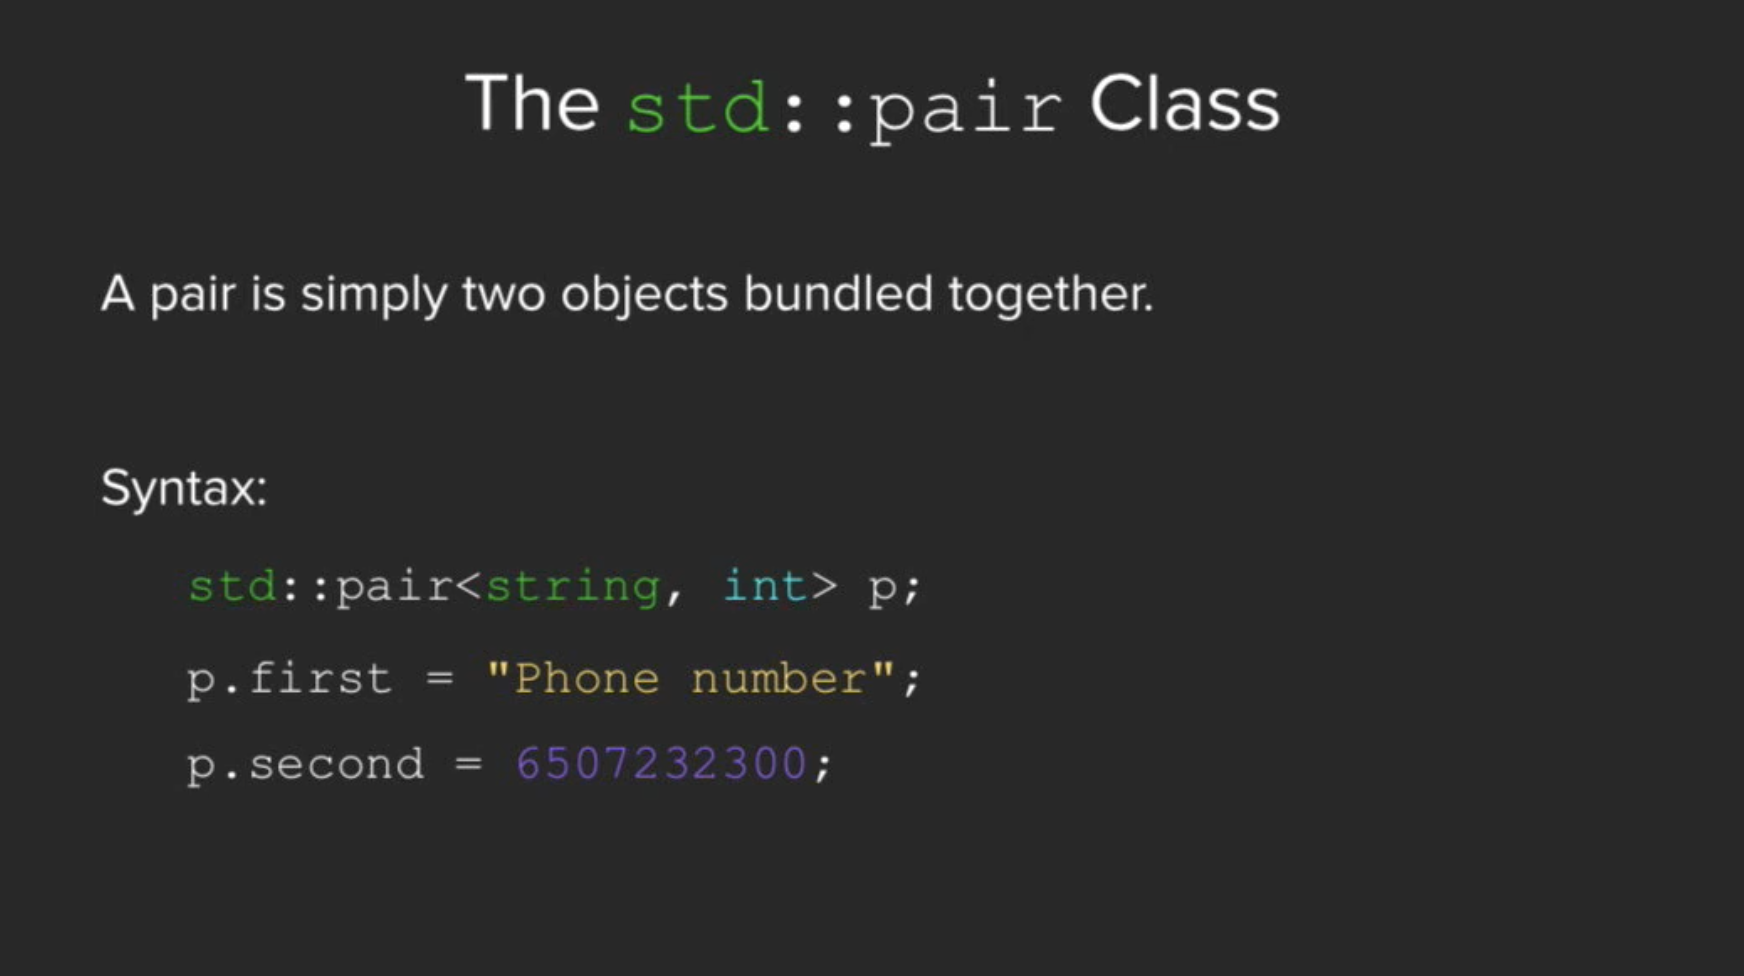 The std::pair Class
A pair is simply two objects bundled together.
Syntax:
std::pair<string, int> p;
p.first = "Phone number";
p.second = 6507232300;